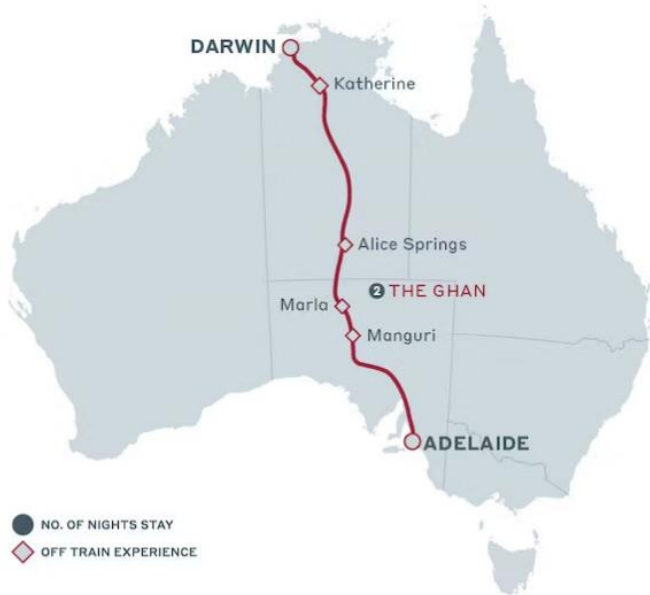 DARWIN
Katherine
Alice Springs
2 THE GHAN
Marla
Manguri
ADELAIDE
NO. OF NIGHTS STAY
OFF TRAIN EXPERIENCE